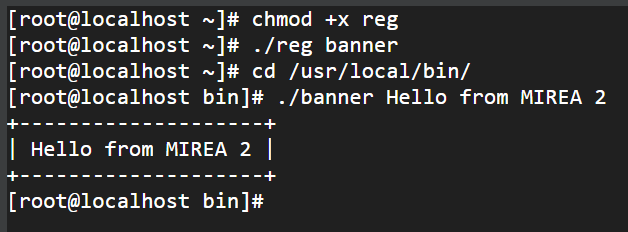 [root@localhost ~]# chmod +x reg
[root@localhost ~]# ./reg banner
[root@localhost ~]# cd /usr/local/bin/
[root@localhost bin]# ./banner Hello from MIREA 2
+--------------------+
| Hello from MIREA 2 |
+--------------------+
[root@localhost bin]#